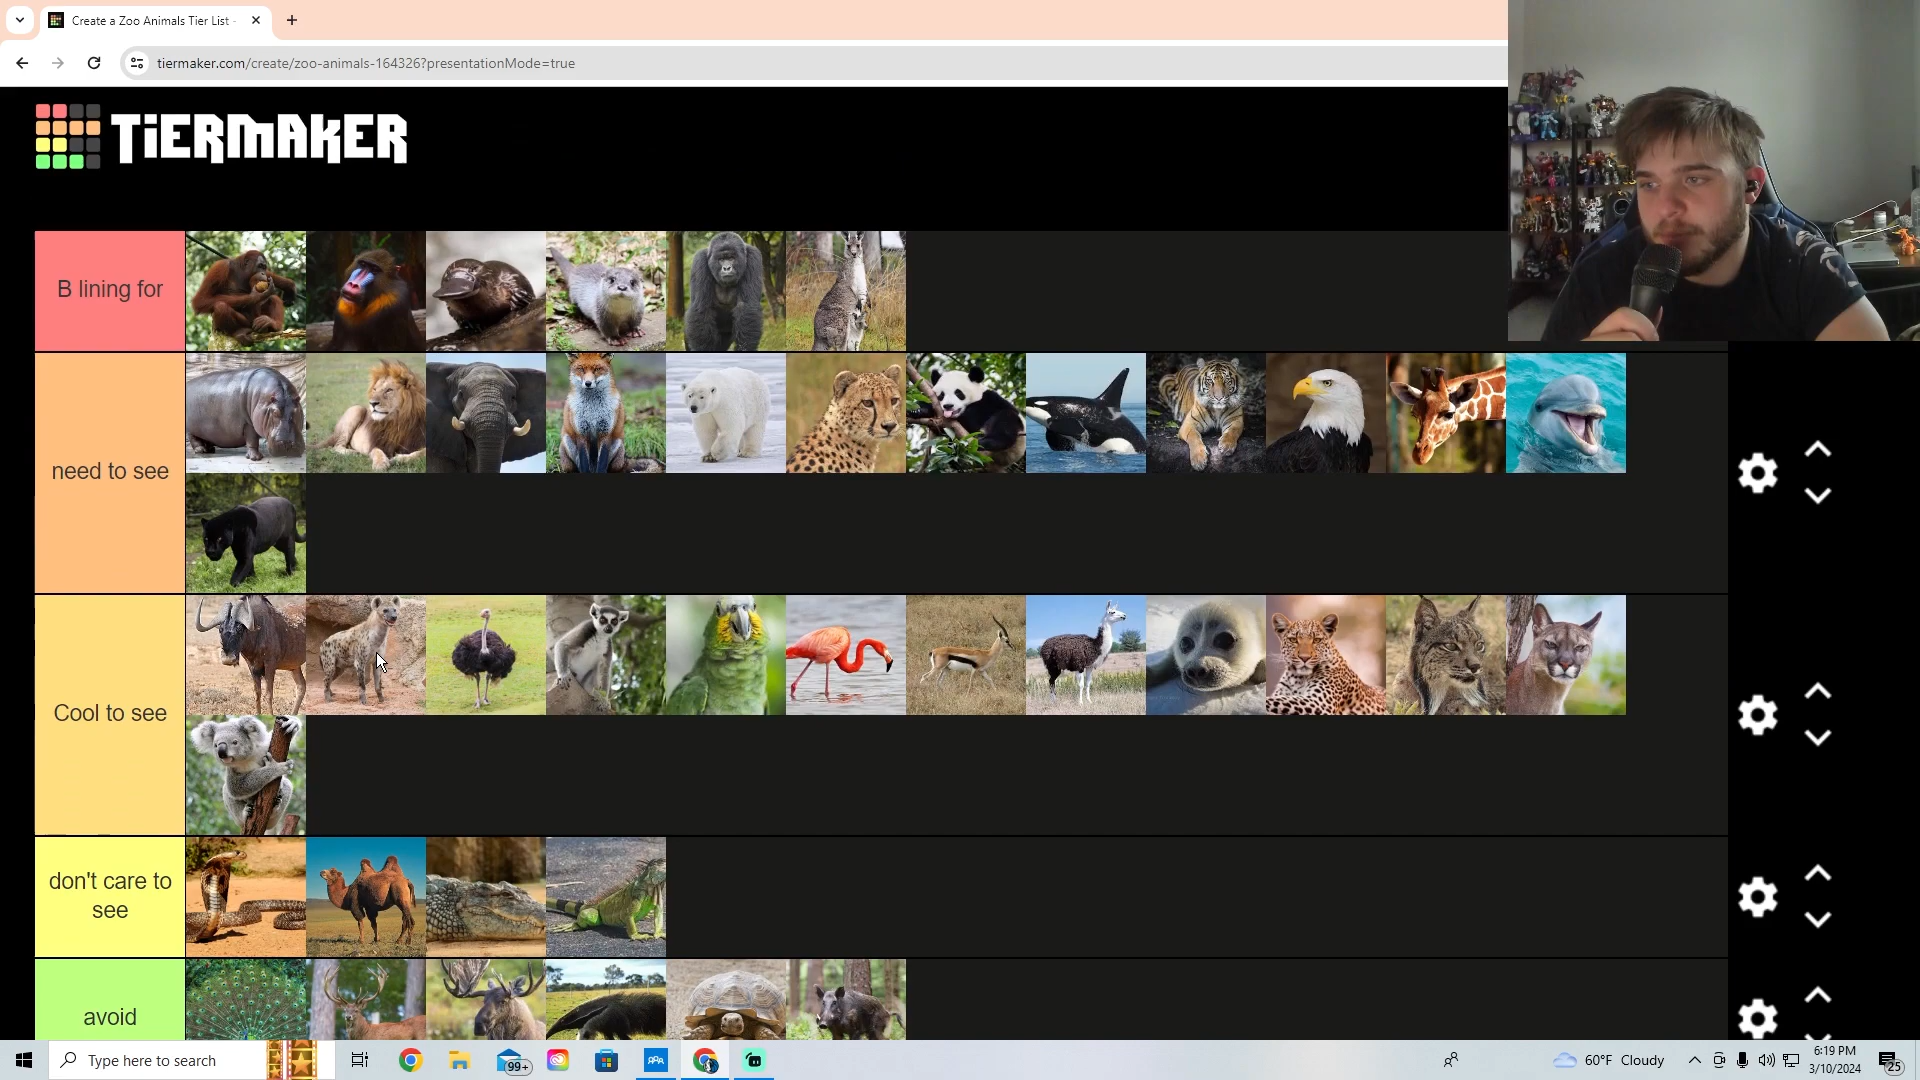 Create a Zoo Animals Tier List -
tiermaker.com/create/zoo-animals-164326?presentationMode=true
TiERMAKER
B lining for
need to see
Cool to see
don't care to
see
avoid
Type here to search
99+
60°F Cloudy
6:19 PM
3/10/2024
25